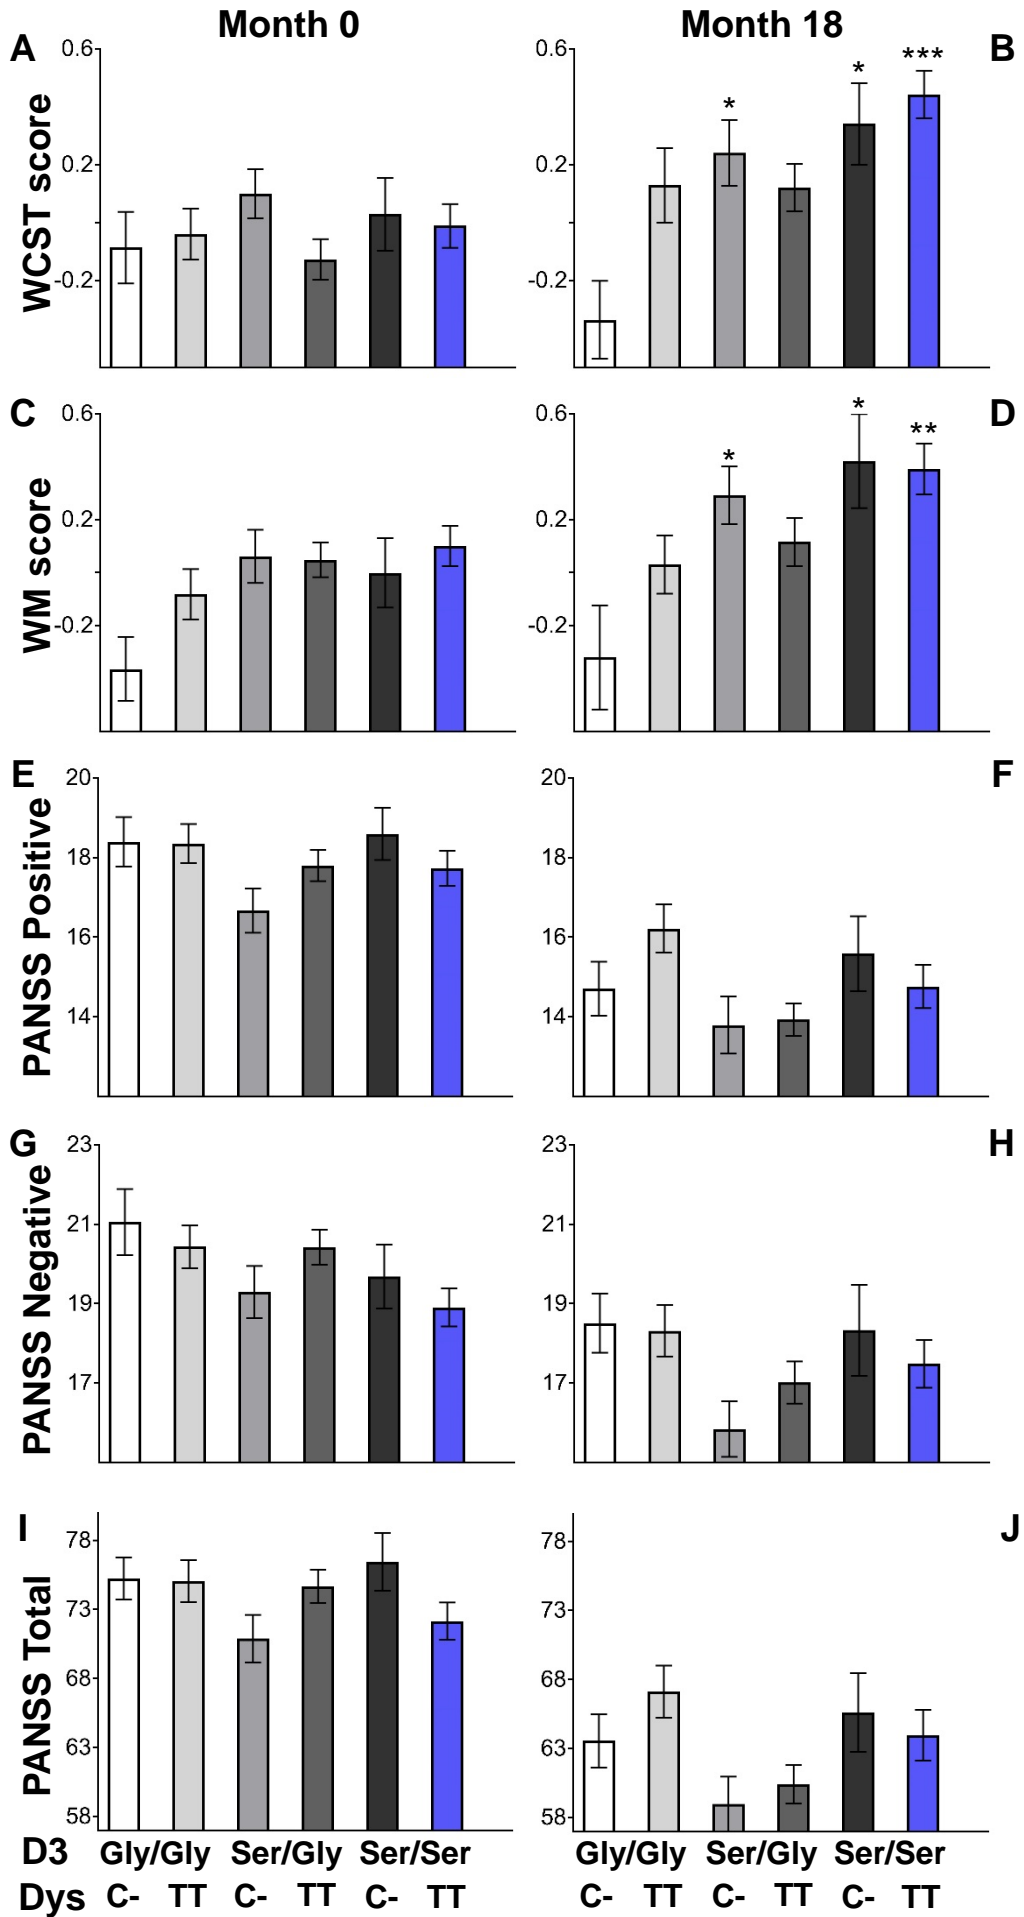 Month 0 Month 18
A B
WCST score
0.6 0.6
0.2 0.2
-0.2 -0.2
* * ***
C D
WM score
0.6 0.6
0.2 0.2
-0.2 -0.2
* * **
E F
PANSS Positive
20 20
18 18
16 16
14 14
G H
PANSS Negative
23 23
21 21
19 19
17 17
I J
PANSS Total
78 78
73 73
68 68
63 63
58 58
D3 Gly/Gly Ser/Gly Ser/Ser Gly/Gly Ser/Gly Ser/Ser
Dys C- TT C- TT C- TT C- TT C- TT C- TT